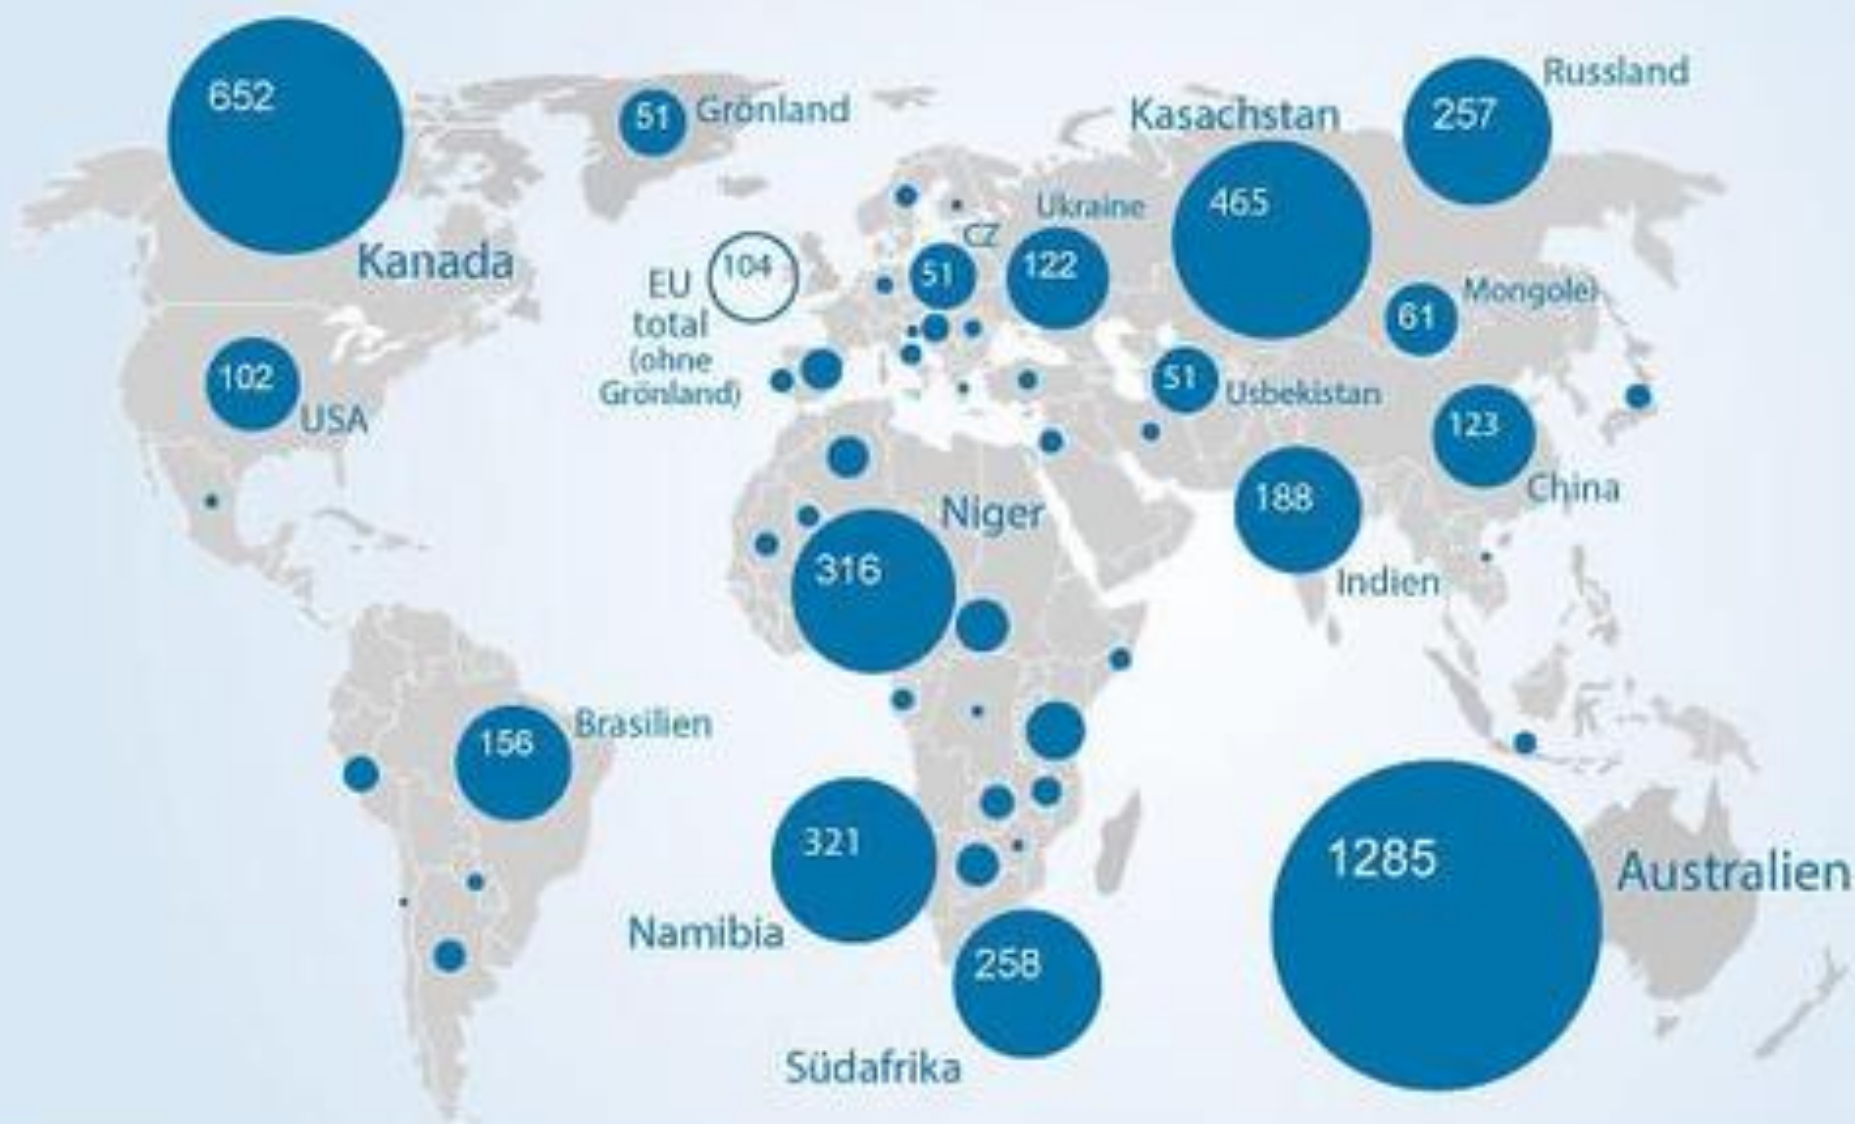 652
Kanada
51
Grönland
Kasachstan
465
257
Russland
104
EU
total
(ohne
Grönland)
CZ
51
Ukraine
122
61
Mongolei
102
USA
51
Usbekistan
123
China
188
Indien
Niger
316
156
Brasilien
321
Namibia
258
Südafrika
1285
Australien